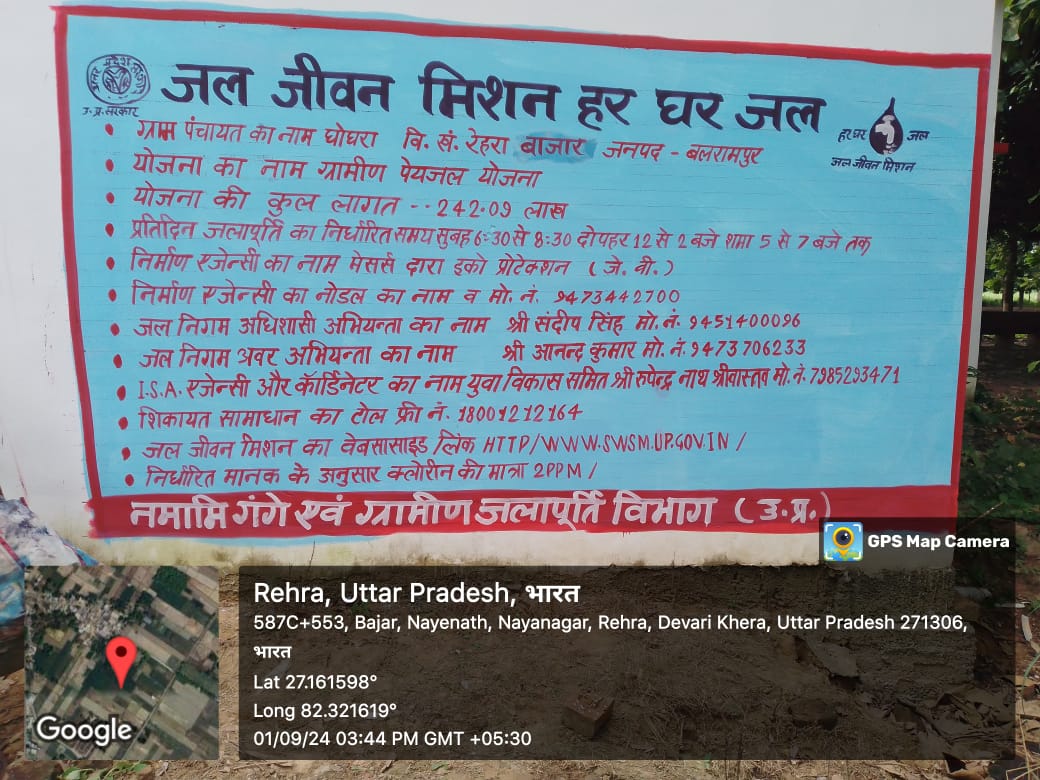 जल जीवन मिशन हर घर जल
उ.प्र.सरकार
हर घर जल
जल जीवन मिशन
• ग्राम पंचायत का नाम घोघरा वि. खं. रेहरा बाजार जनपद - बलरामपुर
• योजना का नाम ग्रामीण पेयजल योजना
• योजना की कुल लागत -- 242.09 लाख
• प्रतिदिन जलापूर्ति का निर्धारित समय सुबह 6:30 से 8:30 दोपहर 12 से 2 बजे शमा 5 से 7 बजे तक
• निर्माण एजेन्सी का नाम मेसर्स दारा इको प्रोटेक्शन (जे. वी.)
• निर्माण एजेन्सी का नोडल का नाम व मो. नं. 9473442700
• जल निगम अधिशासी अभियन्ता का नाम श्री संदीप सिंह मो. नं. 9451400096
• जल निगम अवर अभियन्ता का नाम श्री आनन्द कुमार मो. नं. 9473706233
• I.S.A. एजेन्सी और कॉर्डिनेटर का नाम युवा विकास समित श्री रुपेन्द्र नाथ श्रीवास्तव मो. नं. 7985293471
• शिकायत सामाधान का टोल फ्री नं. 18001212164
• जल जीवन मिशन का वेबसासाइड लिंक HTTP/WWW.SWSM.UP.GOV.IN /
• निर्धारित मानक के अनुसार क्लोरीन की मात्रा 2PPM /
नमामि गंगे एवं ग्रामीण जलापूर्ति विभाग (उ.प्र.)
GPS Map Camera
Rehra, Uttar Pradesh, भारत
587C+553, Bajar, Nayenath, Nayanagar, Rehra, Devari Khera, Uttar Pradesh 271306,
भारत
Lat 27.161598°
Long 82.321619°
01/09/24 03:44 PM GMT +05:30
Google